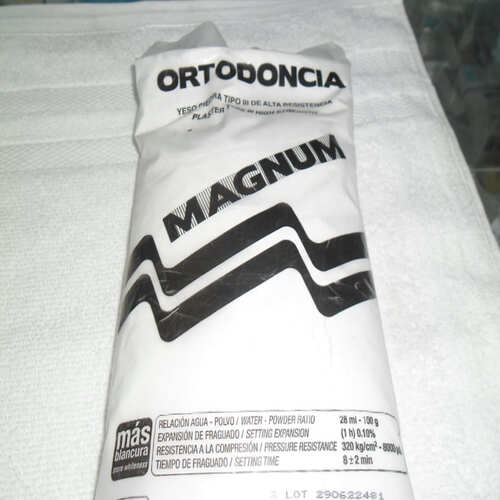 ORTODONCIA
YESO PIEDRA TIPO III DE ALTA RESISTENCIA
PLASTER
MAGNUM
más
blancura
more whiteness
RELACIÓN AGUA - POLVO / WATER - POWDER RATIO 28 ml - 100 g
EXPANSIÓN DE FRAGUADO / SETTING EXPANSION (1 h) 0.10%
RESISTENCIA A LA COMPRESIÓN / PRESSURE RESISTANCE 320 kg/cm² - 8000
TIEMPO DE FRAGUADO / SETTING TIME 8 ± 2 min
LOT 290622481